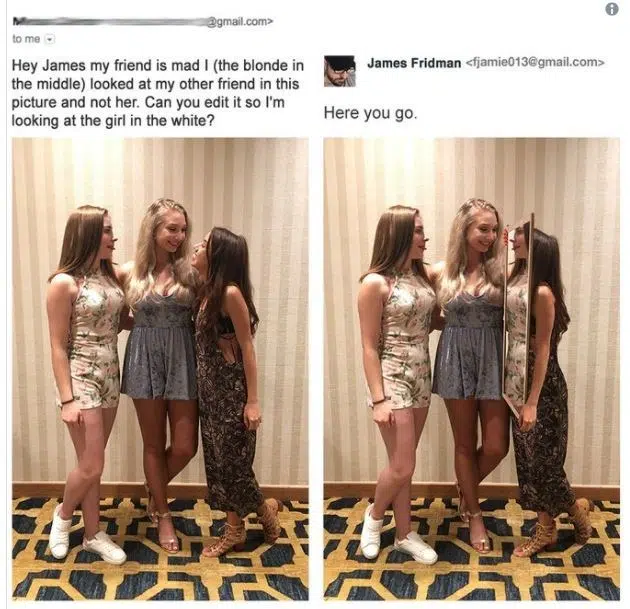 @gmail.com>
to me
Hey James my friend is mad I (the blonde in
the middle) looked at my other friend in this
picture and not her. Can you edit it so I'm
looking at the girl in the white?
James Fridman <fjamie013@gmail.com>
Here you go.